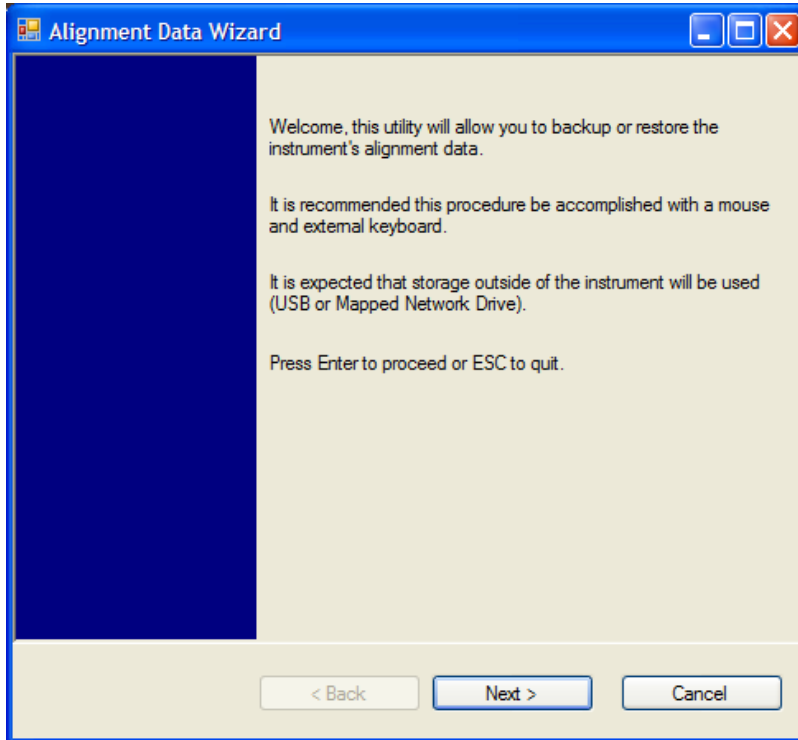 Alignment Data Wizard
Welcome, this utility will allow you to backup or restore the
instrument's alignment data.
It is recommended this procedure be accomplished with a mouse
and external keyboard.
It is expected that storage outside of the instrument will be used
(USB or Mapped Network Drive).
Press Enter to proceed or ESC to quit.
< Back Next > Cancel